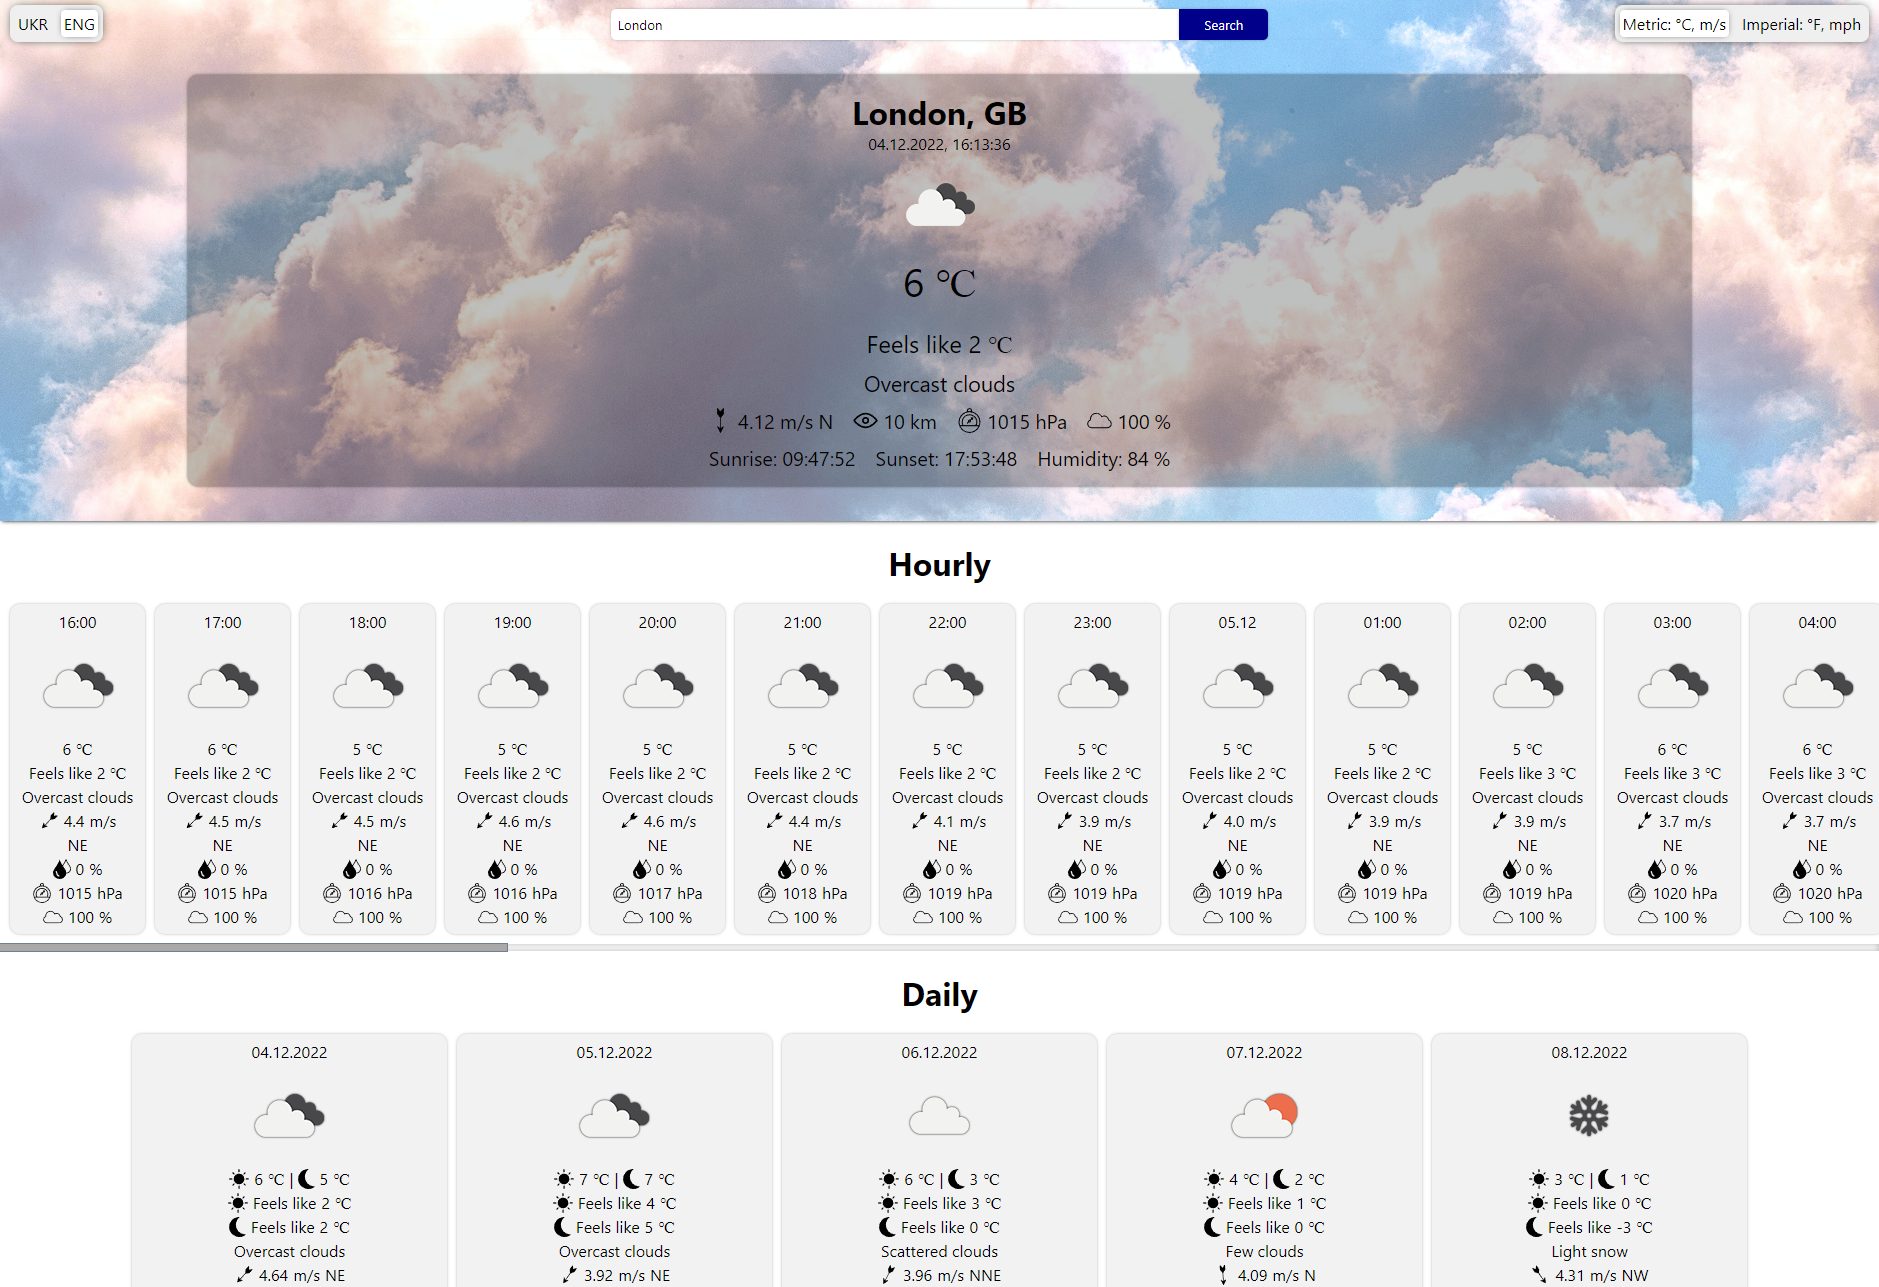 UKR ENG
London Search
Metric: °C, m/s Imperial: °F, mph
London, GB
04.12.2022, 16:13:36
6 °C
Feels like 2 °C
Overcast clouds
4.12 m/s N 10 km 1015 hPa 100 %
Sunrise: 09:47:52 Sunset: 17:53:48 Humidity: 84 %
Hourly
16:00 17:00 18:00 19:00 20:00 21:00 22:00 23:00 05.12 01:00 02:00 03:00 04:00
6 °C 6 °C 5 °C 5 °C 5 °C 5 °C 5 °C 5 °C 5 °C 5 °C 5 °C 6 °C 6 °C
Feels like 2 °C Feels like 2 °C Feels like 2 °C Feels like 2 °C Feels like 2 °C Feels like 2 °C Feels like 2 °C Feels like 2 °C Feels like 2 °C Feels like 2 °C Feels like 3 °C Feels like 3 °C Feels like 3 °C
Overcast clouds Overcast clouds Overcast clouds Overcast clouds Overcast clouds Overcast clouds Overcast clouds Overcast clouds Overcast clouds Overcast clouds Overcast clouds Overcast clouds Overcast clouds
4.4 m/s 4.5 m/s 4.5 m/s 4.6 m/s 4.6 m/s 4.4 m/s 4.1 m/s 3.9 m/s 4.0 m/s 3.9 m/s 3.9 m/s 3.7 m/s 3.7 m/s
NE NE NE NE NE NE NE NE NE NE NE NE NE
0 % 0 % 0 % 0 % 0 % 0 % 0 % 0 % 0 % 0 % 0 % 0 % 0 %
1015 hPa 1015 hPa 1016 hPa 1016 hPa 1017 hPa 1018 hPa 1019 hPa 1019 hPa 1019 hPa 1019 hPa 1019 hPa 1020 hPa 1020 hPa
100 % 100 % 100 % 100 % 100 % 100 % 100 % 100 % 100 % 100 % 100 % 100 % 100 %
Daily
04.12.2022 05.12.2022 06.12.2022 07.12.2022 08.12.2022
6 °C | 5 °C 7 °C | 7 °C 6 °C | 3 °C 4 °C | 2 °C 3 °C | 1 °C
Feels like 2 °C Feels like 4 °C Feels like 3 °C Feels like 1 °C Feels like 0 °C
Feels like 2 °C Feels like 5 °C Feels like 0 °C Feels like 0 °C Feels like -3 °C
Overcast clouds Overcast clouds Scattered clouds Few clouds Light snow
4.64 m/s NE 3.92 m/s NE 3.96 m/s NNE 4.09 m/s N 4.31 m/s NW